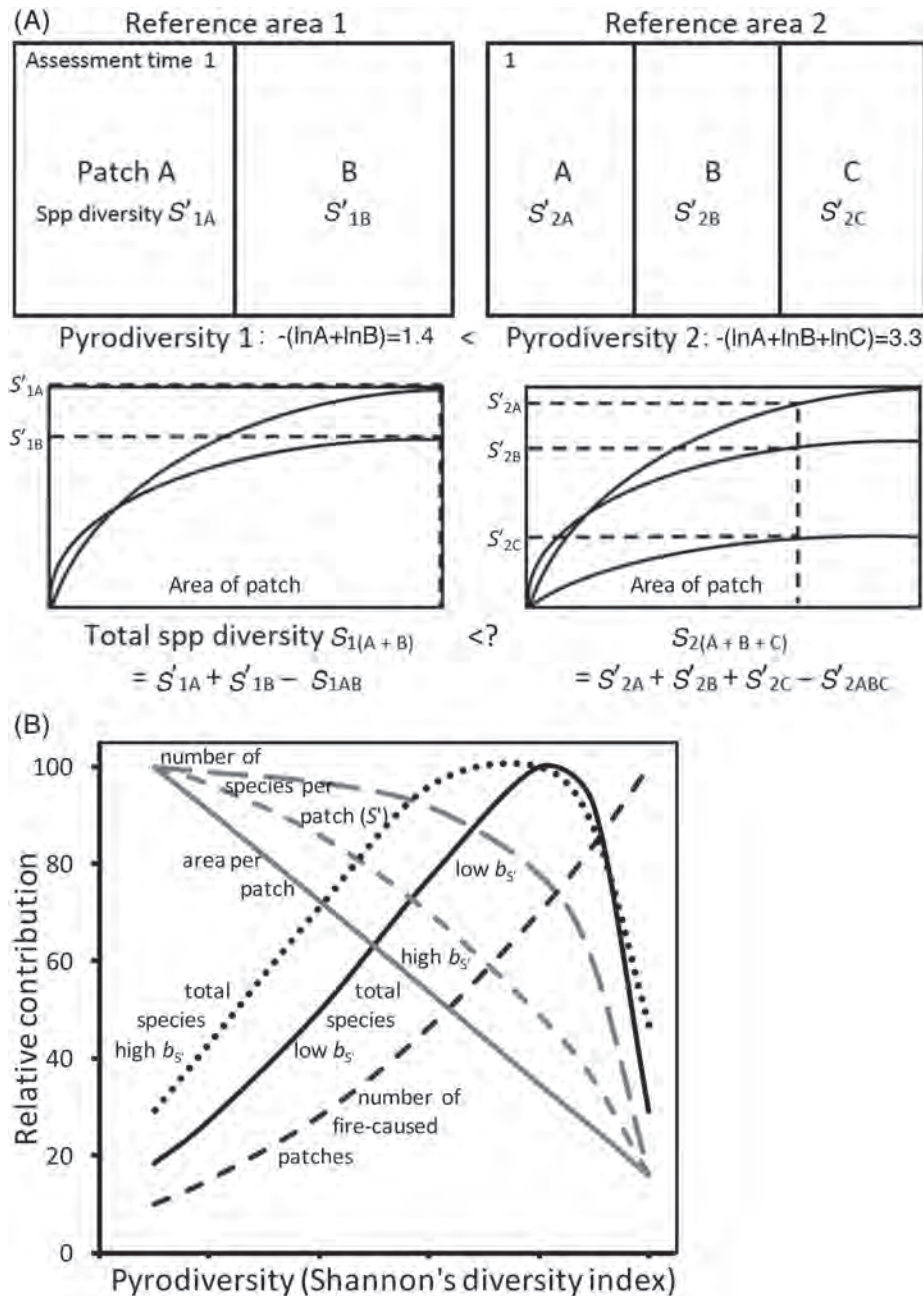 (A)
Reference area 1
Reference area 2
Assessment time 1
1
Patch A
B
A
B
C
Spp diversity S′1A
S′1B
S′2A
S′2B
S′2C
Pyrodiversity 1: -(lnA+lnB)=1.4 < Pyrodiversity 2: -(lnA+lnB+lnC)=3.3
S′1A
S′1B
Area of patch
S′2A
S′2B
S′2C
Area of patch
Total spp diversity S1(A + B) <? S2(A + B + C)
= S′1A + S′1B − S1AB
= S′2A + S′2B + S′2C − S′2ABC
(B)
Relative contribution
100
80
60
40
20
0
number of
species per
patch (S')
area per
patch
low bS'
high bS'
total
species
high bS'
total
species
low bS'
number of
fire-caused
patches
Pyrodiversity (Shannon's diversity index)